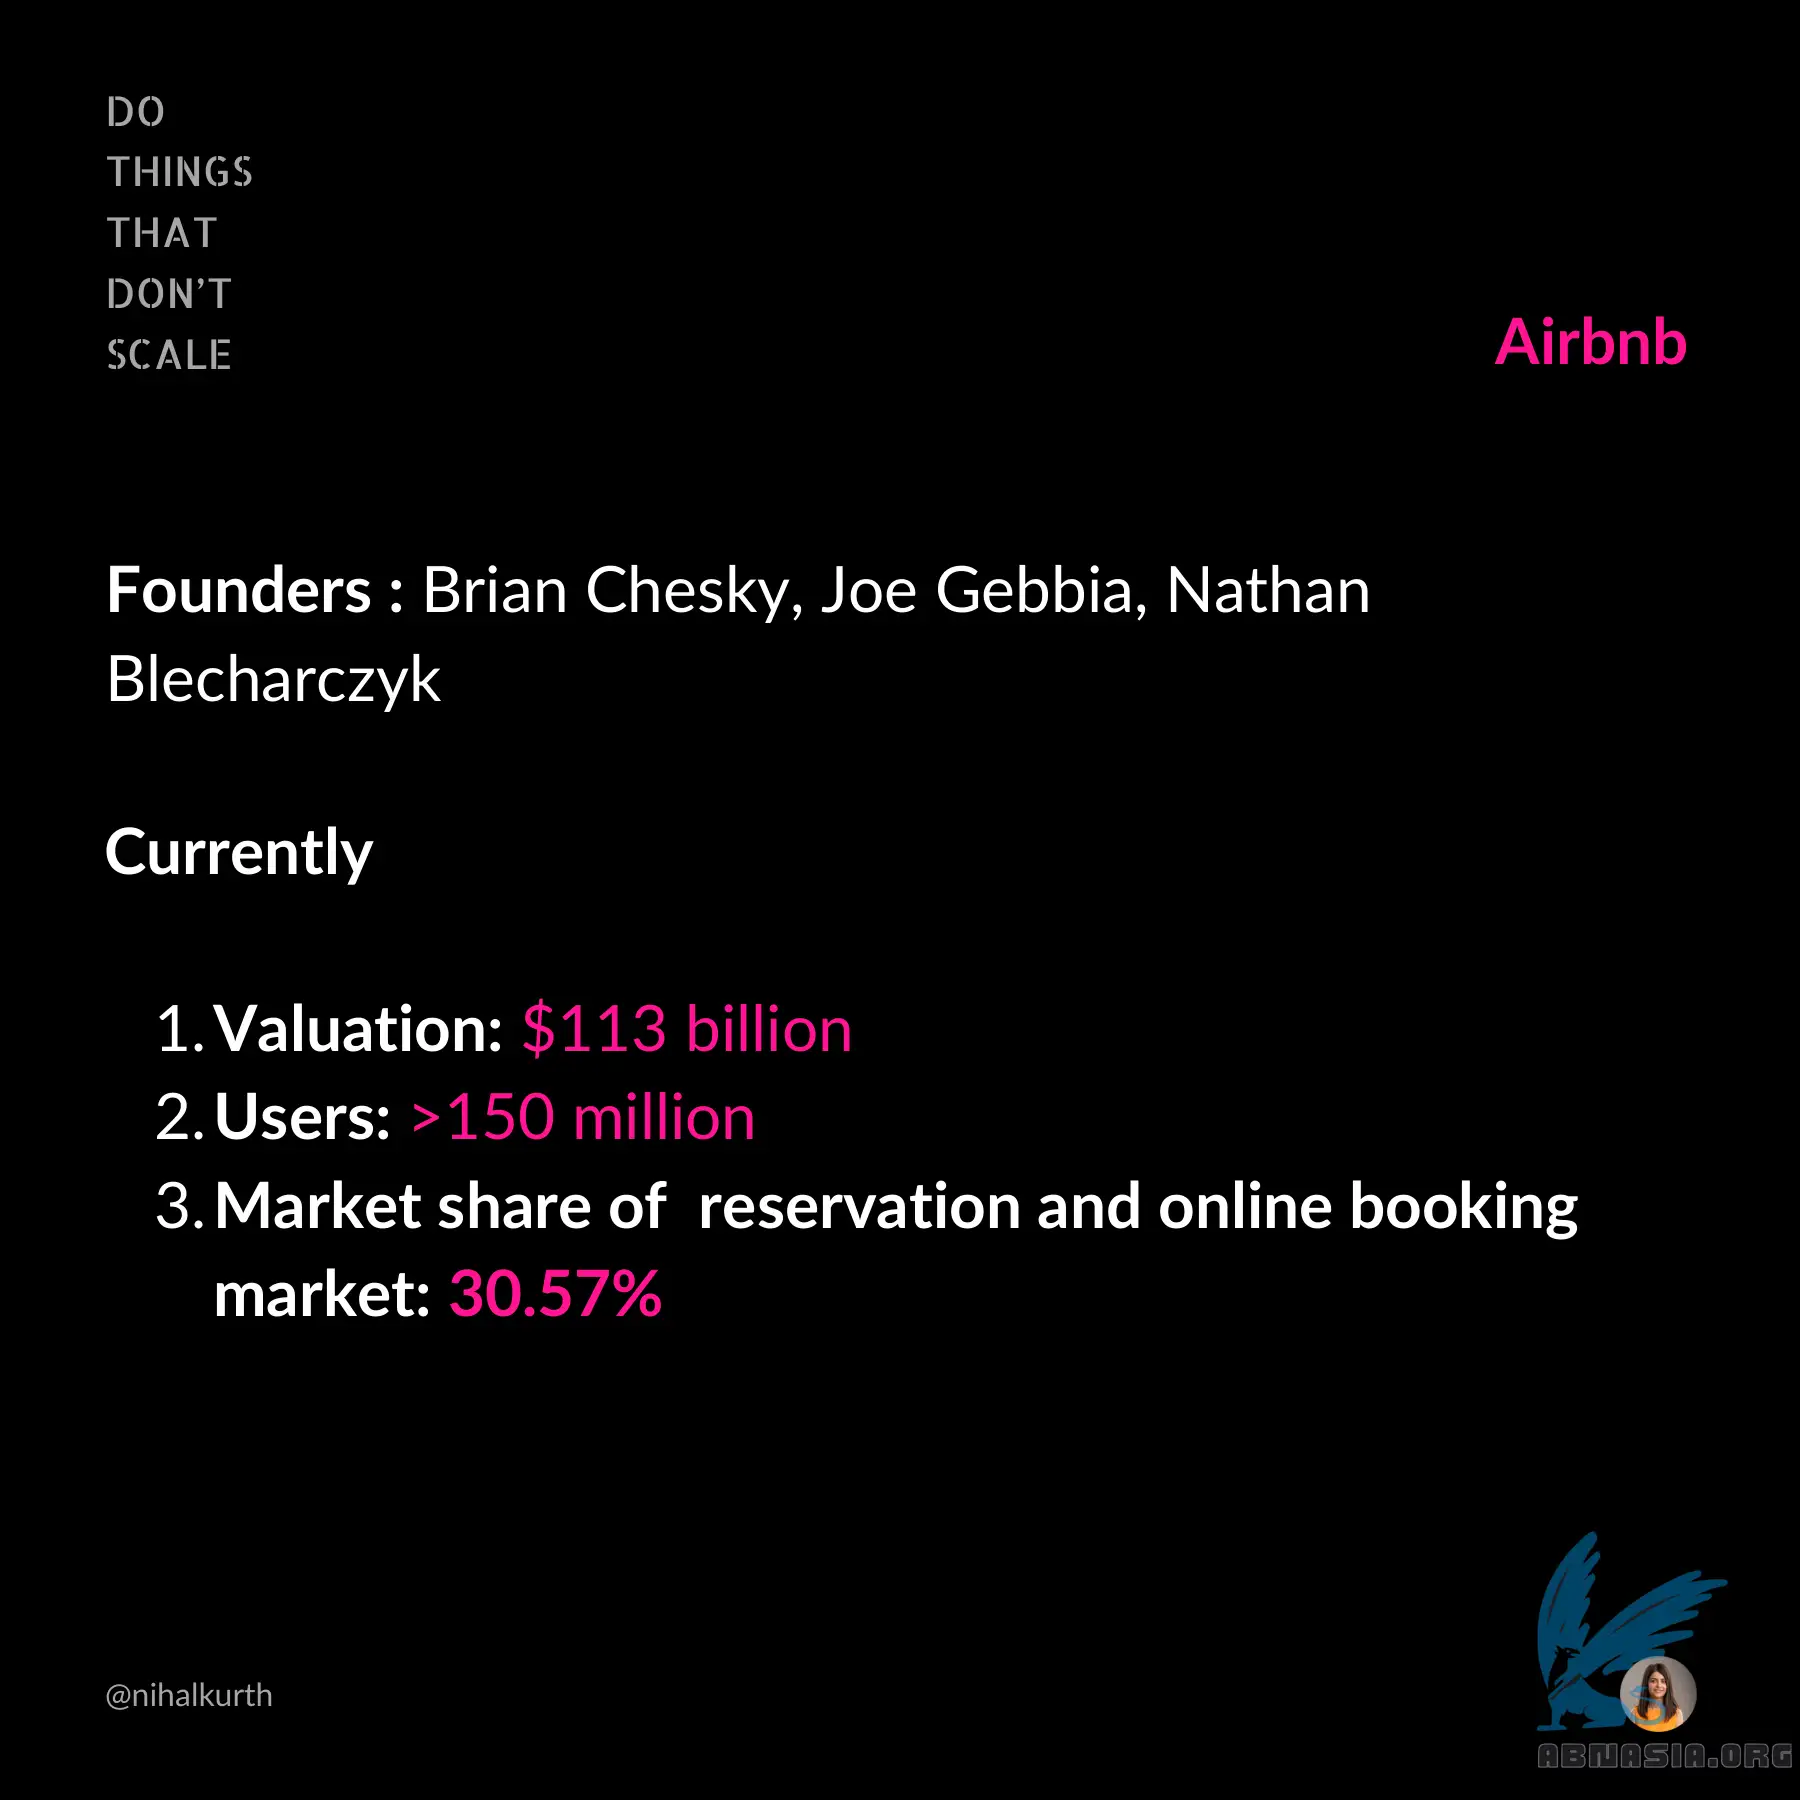 DO
THINGS
THAT
DON'T
SCALE
Airbnb
Founders : Brian Chesky, Joe Gebbia, Nathan
Blecharczyk
Currently
1. Valuation: $113 billion
2. Users: >150 million
3. Market share of  reservation and online booking
market: 30.57%
@nihalkurth
ABNASIA.ORG